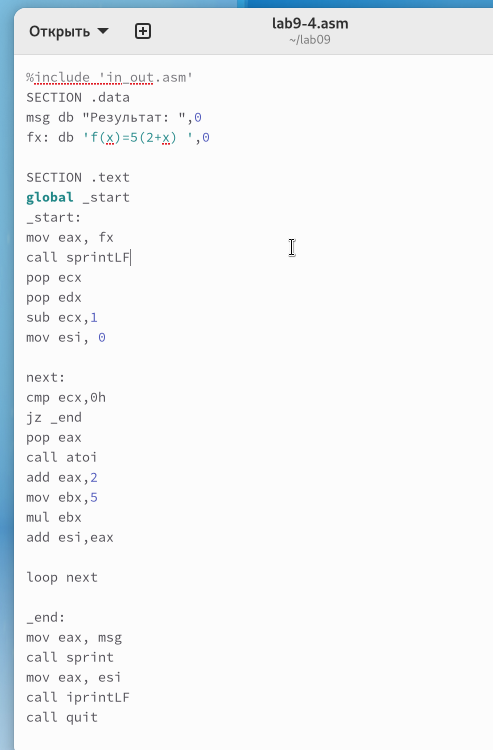 Открыть
lab9-4.asm
~/lab09
%include 'in_out.asm'
SECTION .data
msg db "Результат: ",0
fx: db 'f(x)=5(2+x) ',0
SECTION .text
global _start
_start:
mov eax, fx
call sprintLF
pop ecx
pop edx
sub ecx,1
mov esi, 0
next:
cmp ecx,0h
jz _end
pop eax
call atoi
add eax,2
mov ebx,5
mul ebx
add esi,eax
loop next
_end:
mov eax, msg
call sprint
mov eax, esi
call iprintLF
call quit